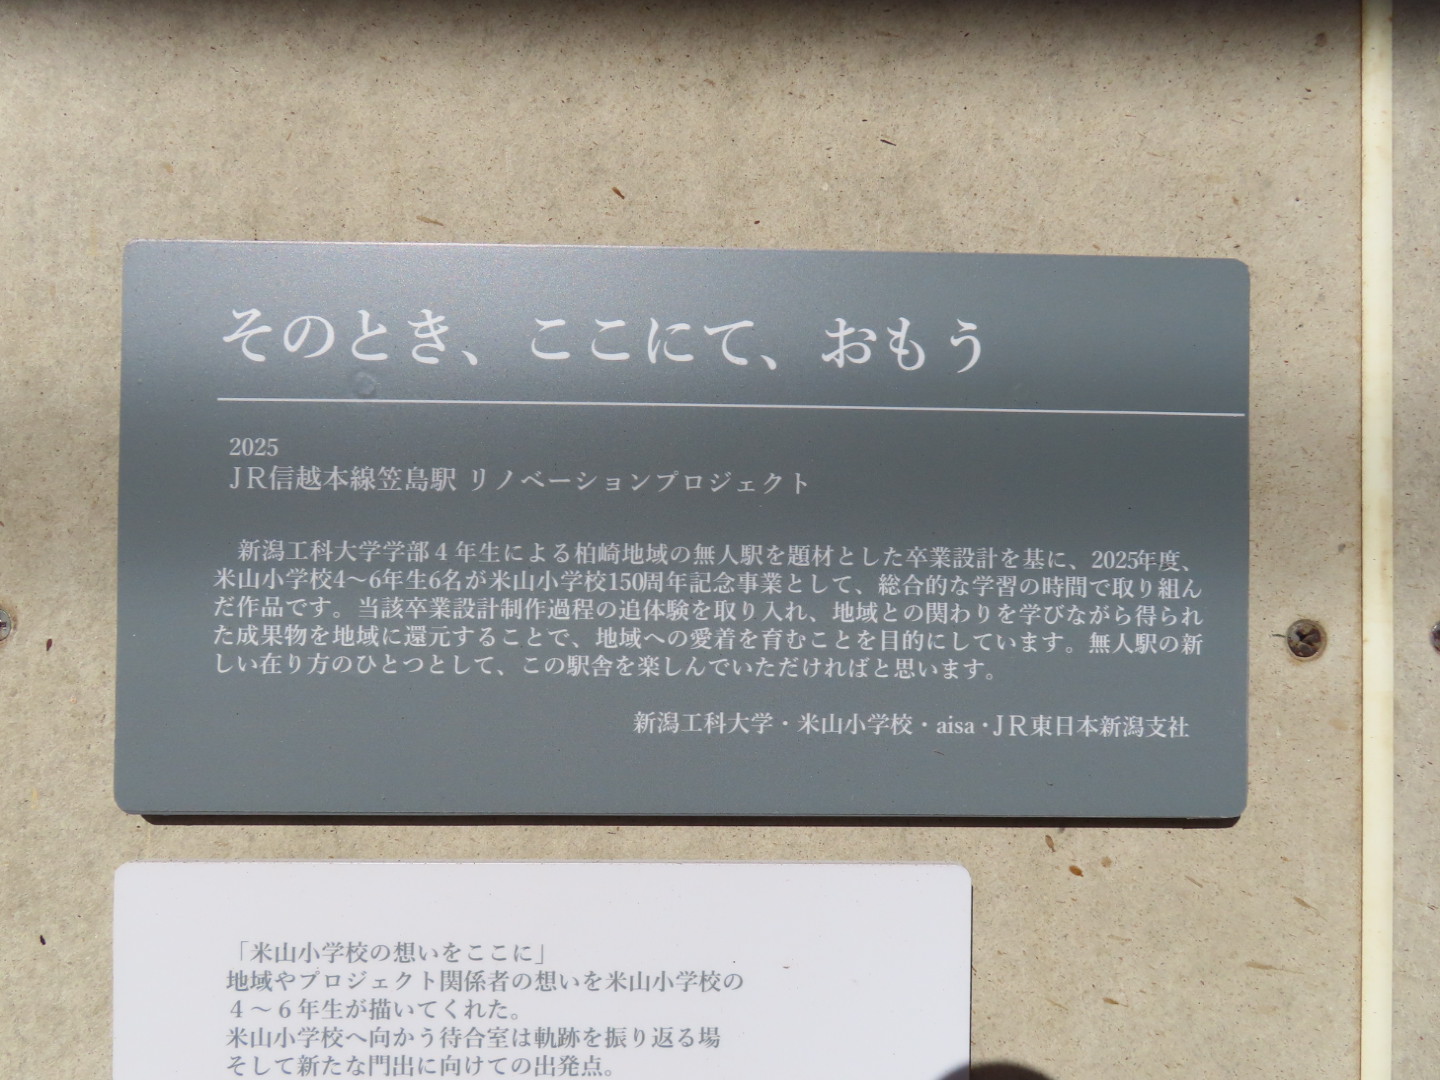 そのとき、ここにて、おもう
2025
JR信越本線笠島駅 リノベーションプロジェクト
新潟工科大学学部４年生による柏崎地域の無人駅を題材とした卒業設計を基に、2025年度、
米山小学校4〜6年生6名が米山小学校150周年記念事業として、総合的な学習の時間で取り組ん
だ作品です。当該卒業設計制作過程の追体験を取り入れ、地域との関わりを学びながら得られ
た成果物を地域に還元することで、地域への愛着を育むことを目的にしています。無人駅の新
しい在り方のひとつとして、この駅舎を楽しんでいただければと思います。
新潟工科大学・米山小学校・aisa・JR東日本新潟支社
「米山小学校の想いをここに」
地域やプロジェクト関係者の想いを米山小学校の
４〜６年生が描いてくれた。
米山小学校へ向かう待合室は軌跡を振り返る場
そして新たな門出に向けての出発点。